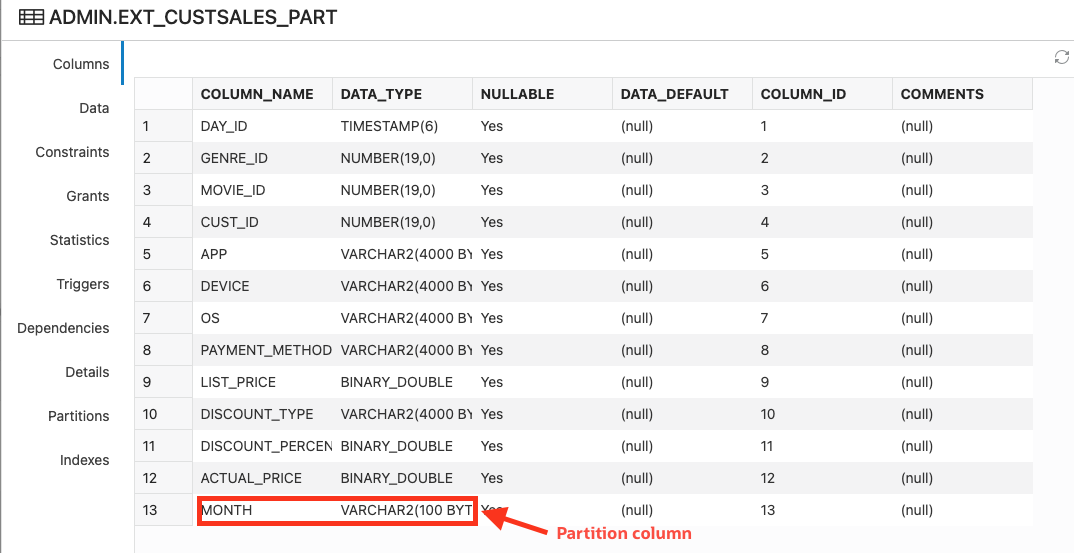 ADMIN.EXT_CUSTSALES_PART
Columns
Data
Constraints
Grants
Statistics
Triggers
Dependencies
Details
Partitions
Indexes
COLUMN_NAME DATA_TYPE NULLABLE DATA_DEFAULT COLUMN_ID COMMENTS
1 DAY_ID TIMESTAMP(6) Yes (null) 1 (null)
2 GENRE_ID NUMBER(19,0) Yes (null) 2 (null)
3 MOVIE_ID NUMBER(19,0) Yes (null) 3 (null)
4 CUST_ID NUMBER(19,0) Yes (null) 4 (null)
5 APP VARCHAR2(4000 BY Yes (null) 5 (null)
6 DEVICE VARCHAR2(4000 BY Yes (null) 6 (null)
7 OS VARCHAR2(4000 BY Yes (null) 7 (null)
8 PAYMENT_METHOD VARCHAR2(4000 BY Yes (null) 8 (null)
9 LIST_PRICE BINARY_DOUBLE Yes (null) 9 (null)
10 DISCOUNT_TYPE VARCHAR2(4000 BY Yes (null) 10 (null)
11 DISCOUNT_PERCEN BINARY_DOUBLE Yes (null) 11 (null)
12 ACTUAL_PRICE BINARY_DOUBLE Yes (null) 12 (null)
13 MONTH VARCHAR2(100 BYT Yes (null) 13 (null)
Partition column